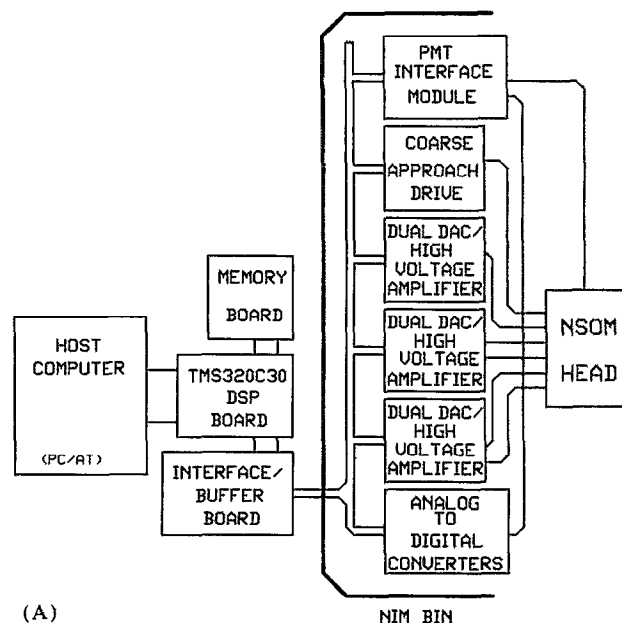 PMT
INTERFACE
MODULE
COARSE
APPROACH
DRIVE
DUAL DAC/
HIGH
VOLTAGE
AMPLIFIER
DUAL DAC/
HIGH
VOLTAGE
AMPLIFIER
DUAL DAC/
HIGH
VOLTAGE
AMPLIFIER
ANALOG
TO
DIGITAL
CONVERTERS
MEMORY
BOARD
HOST
COMPUTER
(PC/AT)
TMS320C30
DSP
BOARD
INTERFACE/
BUFFER
BOARD
NSOM
HEAD
(A)
NIM BIN